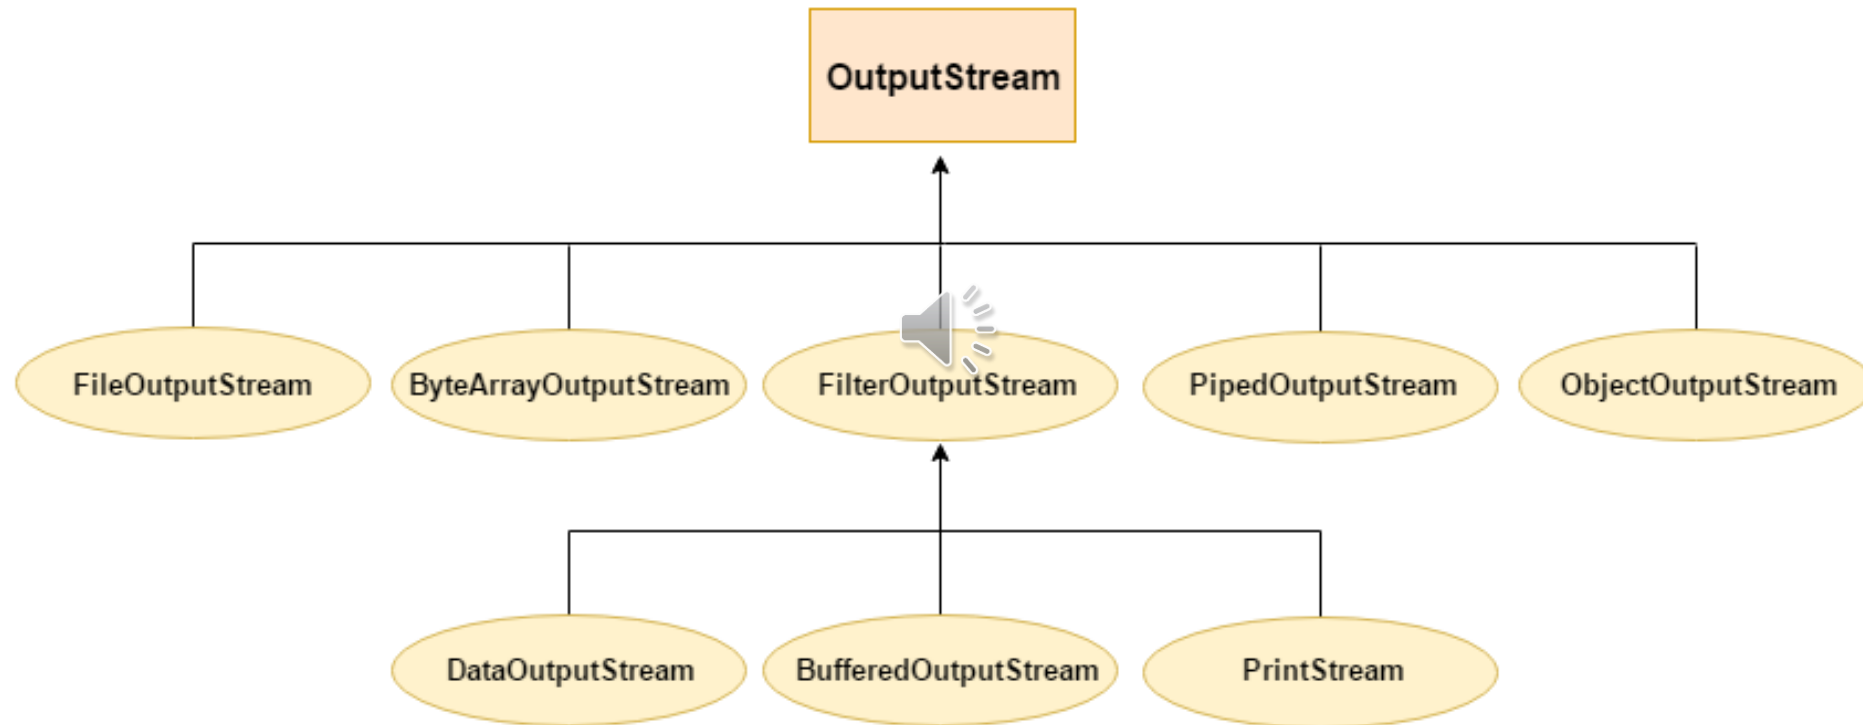 OutputStream
FileOutputStream
ByteArrayOutputStream
FilterOutputStream
PipedOutputStream
ObjectOutputStream
DataOutputStream
BufferedOutputStream
PrintStream